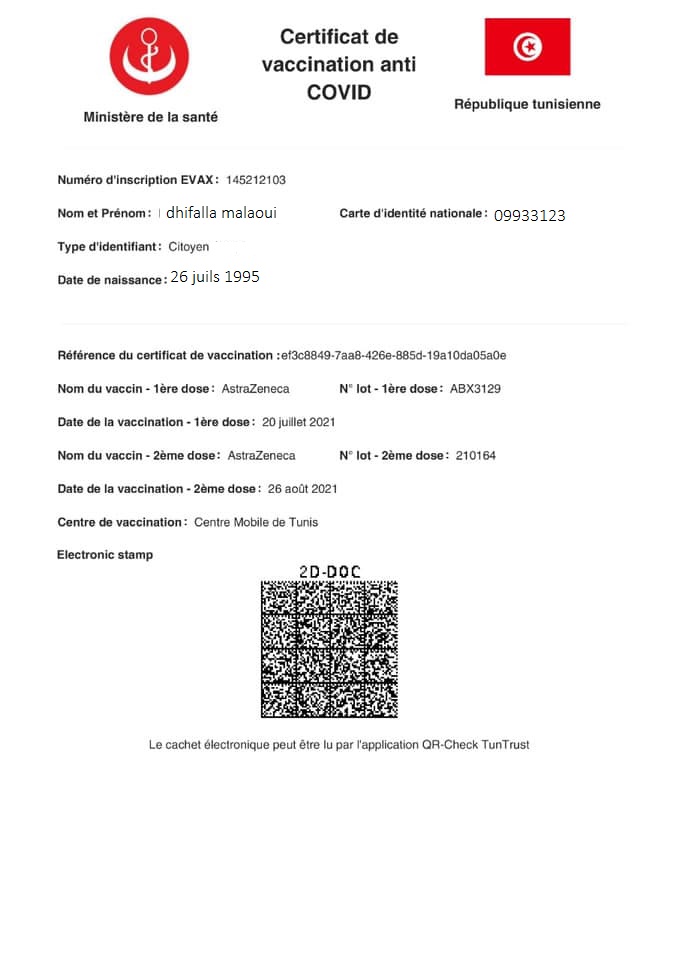 Certificat de
vaccination anti
COVID
Ministère de la santé
République tunisienne
Numéro d'inscription EVAX : 145212103
Nom et Prénom : dhifalla malaoui Carte d'identité nationale : 09933123
Type d'identifiant : Citoyen
Date de naissance : 26 juils 1995
Référence du certificat de vaccination :ef3c8849-7aa8-426e-885d-19a10da05a0e
Nom du vaccin - 1ère dose : AstraZeneca N° lot - 1ère dose : ABX3129
Date de la vaccination - 1ère dose : 20 juillet 2021
Nom du vaccin - 2ème dose : AstraZeneca N° lot - 2ème dose : 210164
Date de la vaccination - 2ème dose : 26 août 2021
Centre de vaccination : Centre Mobile de Tunis
Electronic stamp
2D-DOC
Le cachet électronique peut être lu par l'application QR-Check TunTrust